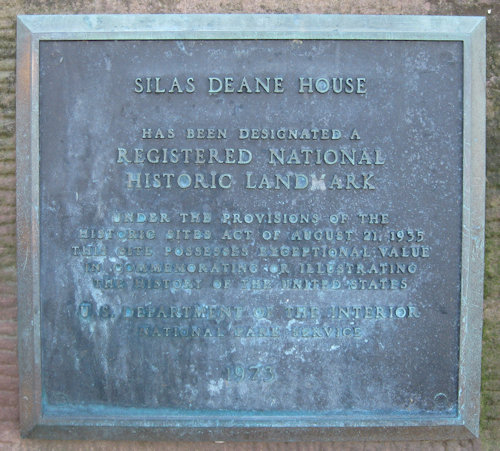 SILAS DEANE HOUSE
HAS BEEN DESIGNATED A
REGISTERED NATIONAL
HISTORIC LANDMARK
UNDER THE PROVISIONS OF THE
HISTORIC SITES ACT OF AUGUST 21, 1935
THIS SITE POSSESSES EXCEPTIONAL VALUE
IN COMMEMORATING OR ILLUSTRATING
THE HISTORY OF THE UNITED STATES
U.S. DEPARTMENT OF THE INTERIOR
NATIONAL PARK SERVICE
1973